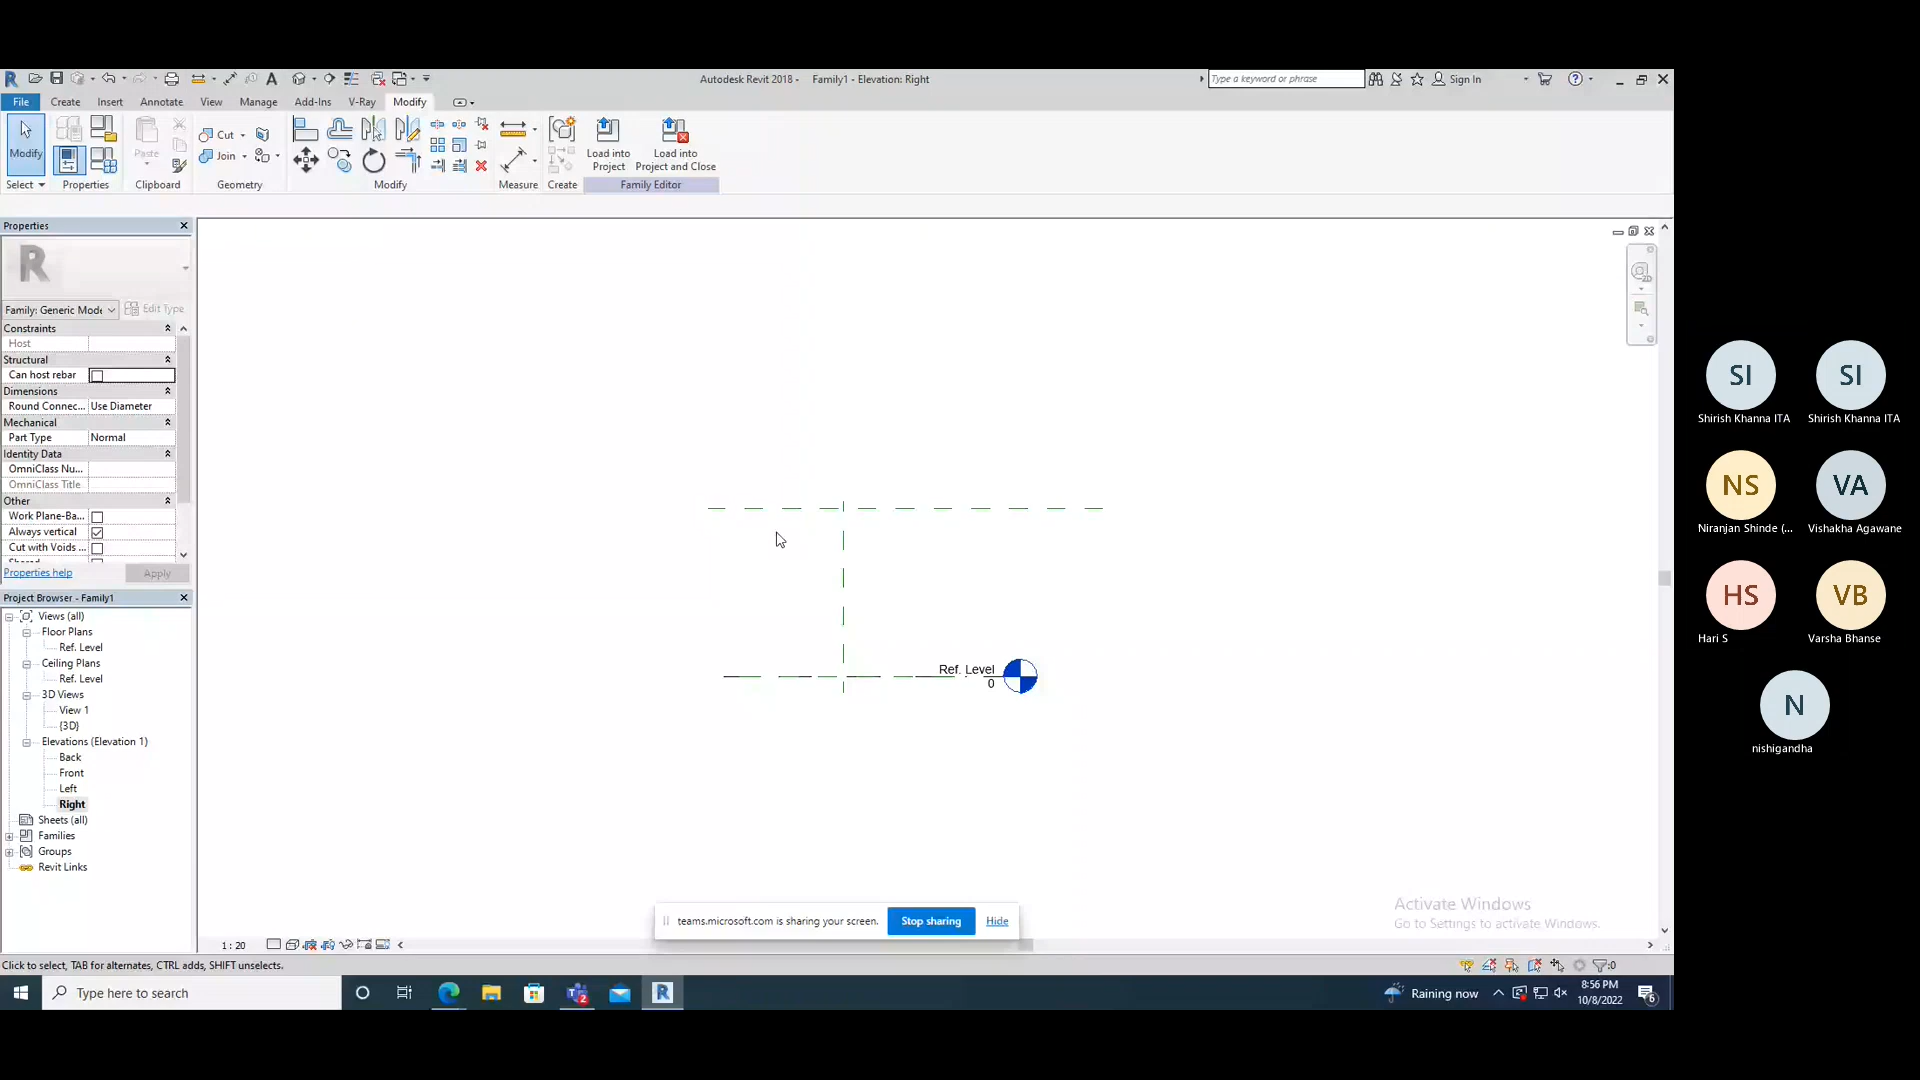 Autodesk Revit 2018 - Family1 - Elevation: Right
Type a keyword or phrase
Sign In
File Create Insert Annotate View Manage Add-Ins V-Ray Modify
Modify
Paste
Cut
Join
Load into Project
Load into Project and Close
Select Properties Clipboard Geometry Modify Measure Create Family Editor
Properties
Family: Generic Mode
Edit Type
Constraints
Host
Structural
Can host rebar
Dimensions
Round Connec... Use Diameter
Mechanical
Part Type Normal
Identity Data
OmniClass Nu...
OmniClass Title
Other
Work Plane-Ba...
Always vertical
Cut with Voids ...
Shared
Properties help
Apply
Project Browser - Family1
Views (all)
Floor Plans
Ref. Level
Ceiling Plans
Ref. Level
3D Views
View 1
{3D}
Elevations (Elevation 1)
Back
Front
Left
Right
Sheets (all)
Families
Groups
Revit Links
Ref. Level
0
teams.microsoft.com is sharing your screen.
Stop sharing
Hide
Activate Windows
Go to Settings to activate Windows.
1 : 20
Click to select, TAB for alternates, CTRL adds, SHIFT unselects.
:0
Type here to search
Raining now
8:56 PM
10/8/2022
6
2
SI
Shirish Khanna ITA
SI
Shirish Khanna ITA
NS
Niranjan Shinde (...
VA
Vishakha Agawane
HS
Hari S
VB
Varsha Bhanse
N
nishigandha